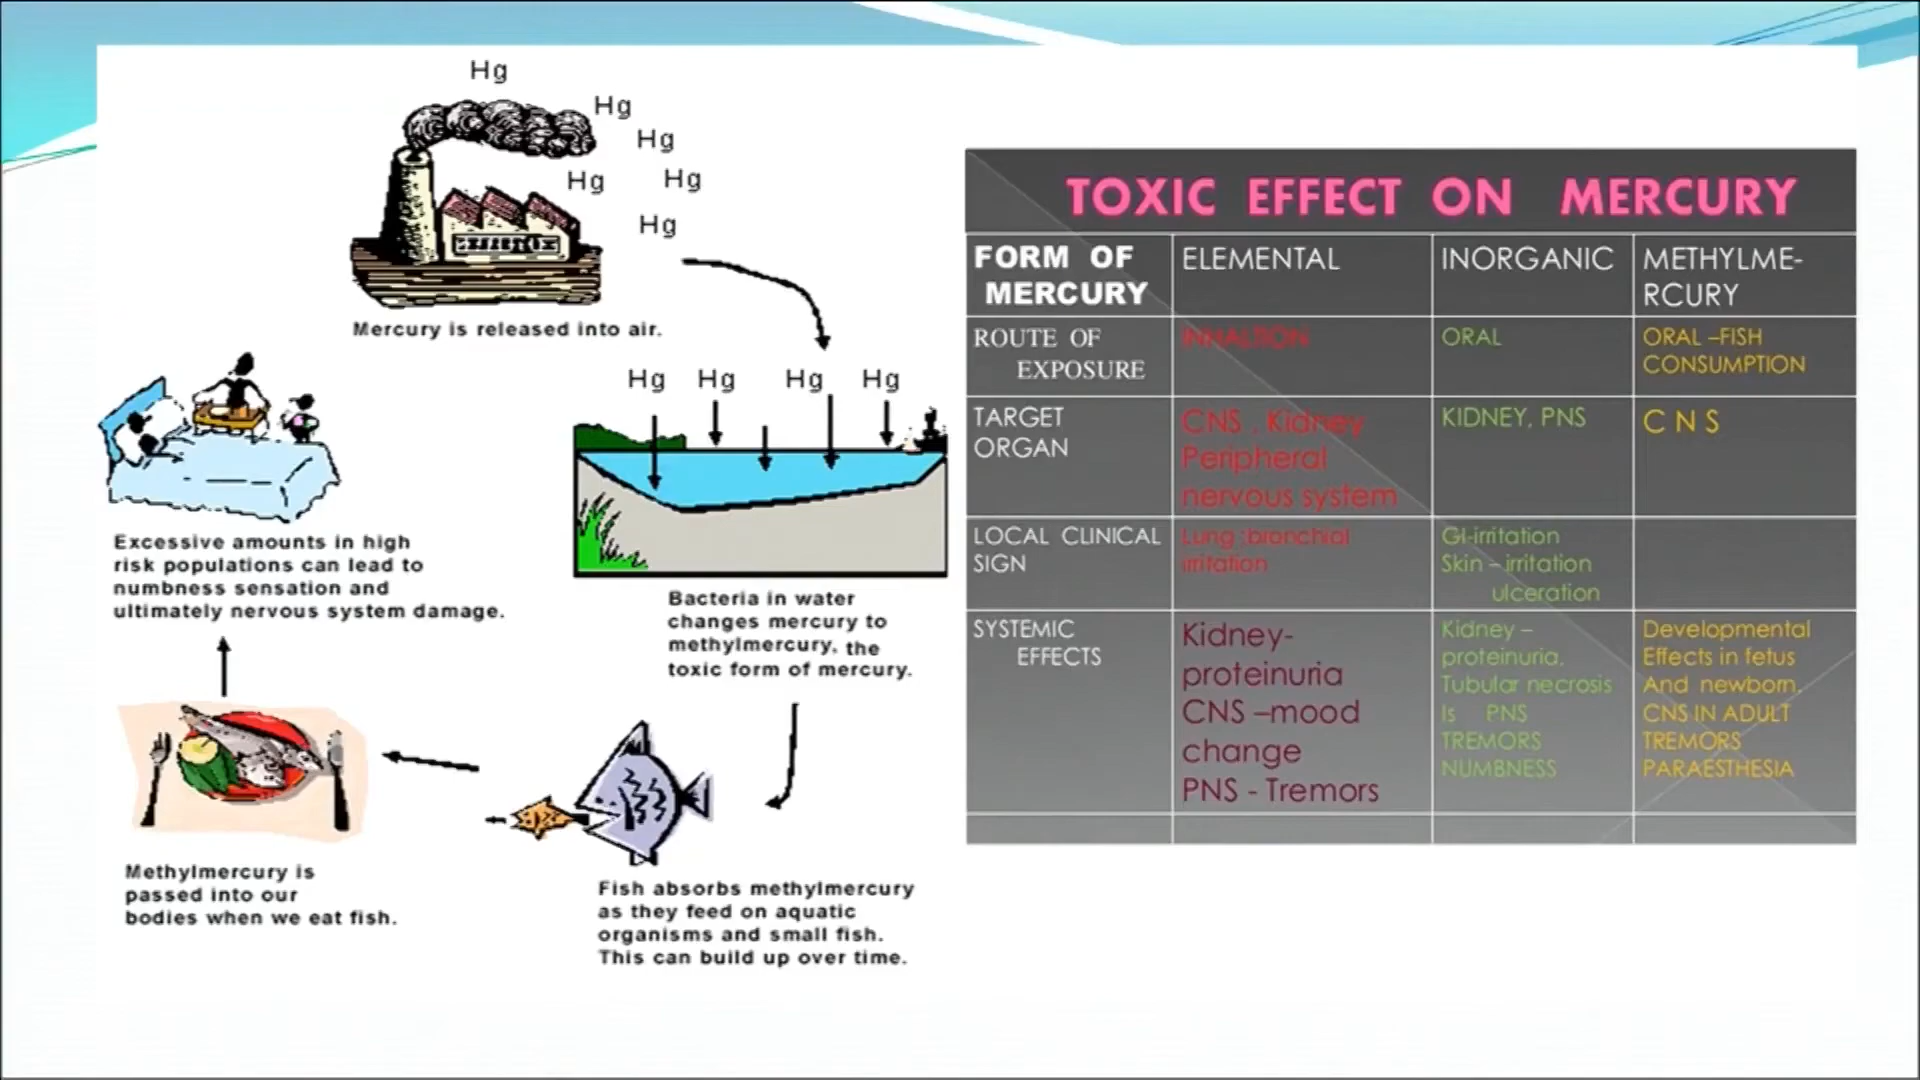 Hg
Hg
Hg
Hg
Hg
Hg
Mercury is released into air.
Hg Hg Hg Hg
Bacteria in water
changes mercury to
methylmercury, the
toxic form of mercury.
Fish absorbs methylmercury
as they feed on aquatic
organisms and small fish.
This can build up over time.
Methylmercury is
passed into our
bodies when we eat fish.
Excessive amounts in high
risk populations can lead to
numbness sensation and
ultimately nervous system damage.
TOXIC EFFECT ON MERCURY
FORM OF
MERCURY
ELEMENTAL
INORGANIC
METHYLME-
RCURY
ROUTE OF
EXPOSURE
INHALTION
ORAL
ORAL –FISH
CONSUMPTION
TARGET
ORGAN
CNS , Kidney
Peripheral
nervous system
KIDNEY, PNS
C N S
LOCAL CLINICAL
SIGN
Lung :bronchial
irritation
GI-irritation
Skin – irritation
ulceration
SYSTEMIC
EFFECTS
Kidney-
proteinuria
CNS –mood
change
PNS - Tremors
Kidney –
proteinuria.
Tubular necrosis
Is PNS
TREMORS
NUMBNESS
Developmental
Effects in fetus
And newborn.
CNS IN ADULT
TREMORS
PARAESTHESIA